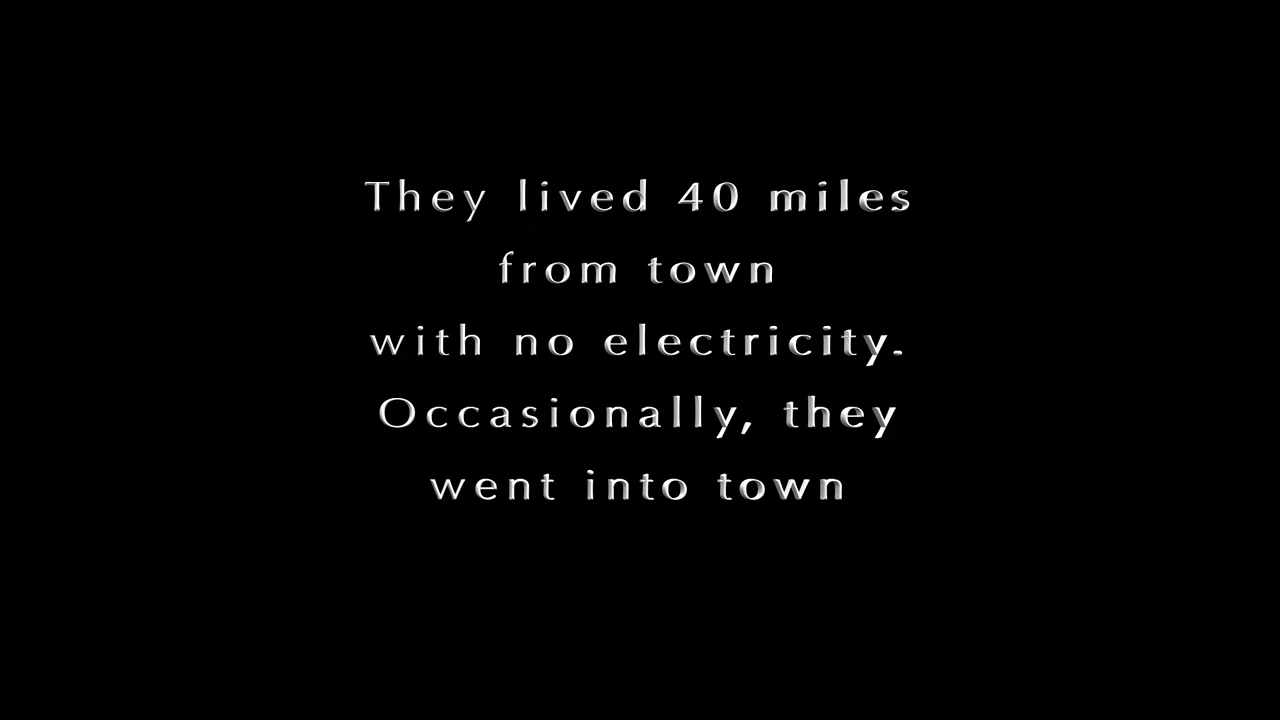 They lived 40 miles
from town
with no electricity.
Occasionally, they
went into town